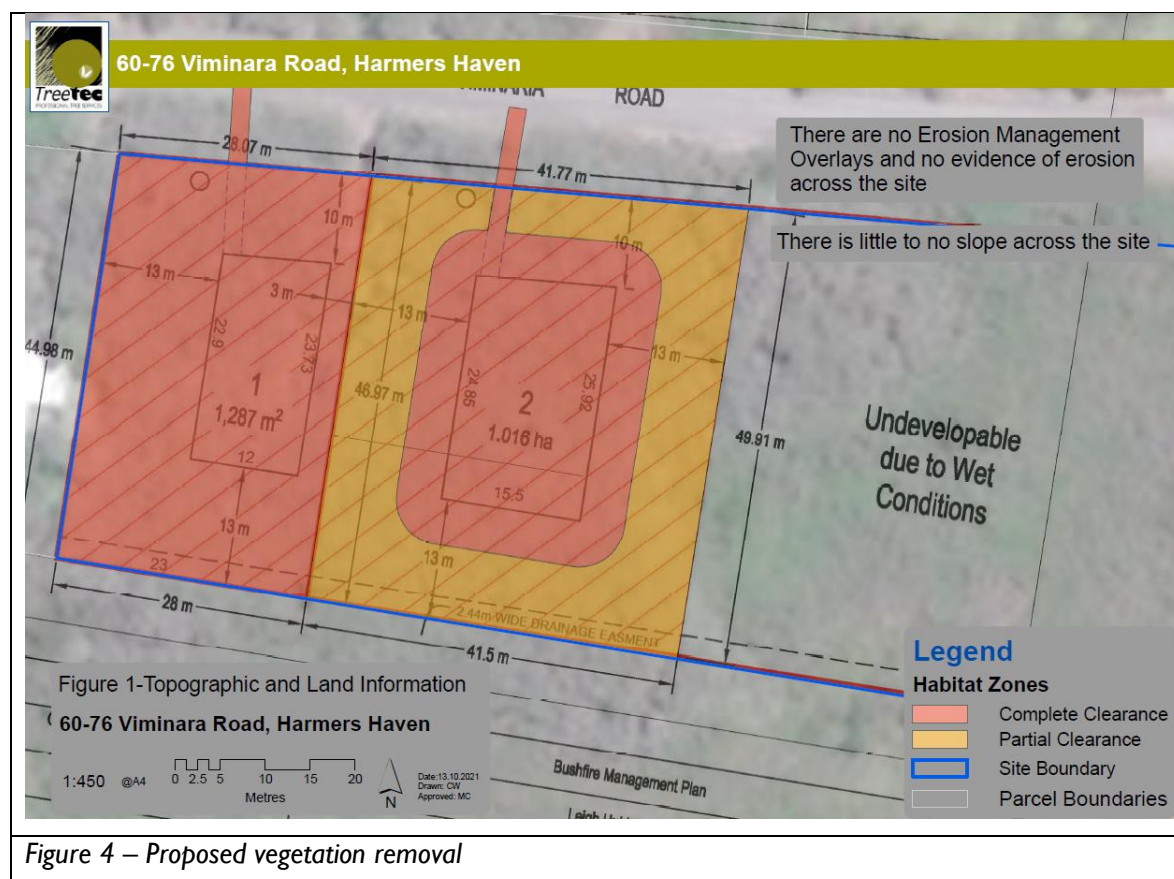 Treetec
PROFESSIONAL TREE SERVICES
60-76 Viminara Road, Harmers Haven
ROAD
There are no Erosion Management
Overlays and no evidence of erosion
across the site
There is little to no slope across the site
28.07 m
41.77 m
10 m
10 m
13 m
3 m
13 m
13 m
44.98 m
22.9
23.73
1
1,287 m²
12
46.97 m
24.85
25.92
2
1.016 ha
15.5
49.91 m
Undevelopable
due to Wet
Conditions
13 m
13 m
23
28 m
2.44m WIDE DRAINAGE EASMENT
41.5 m
Figure 1-Topographic and Land Information
60-76 Viminara Road, Harmers Haven
1:450 @A4
0 2.5 5 10 15 20
Metres
N
Date:13.10.2021
Drawn: CW
Approved: MC
Bushfire Management Plan
Legend
Habitat Zones
Complete Clearance
Partial Clearance
Site Boundary
Parcel Boundaries
Figure 4 – Proposed vegetation removal